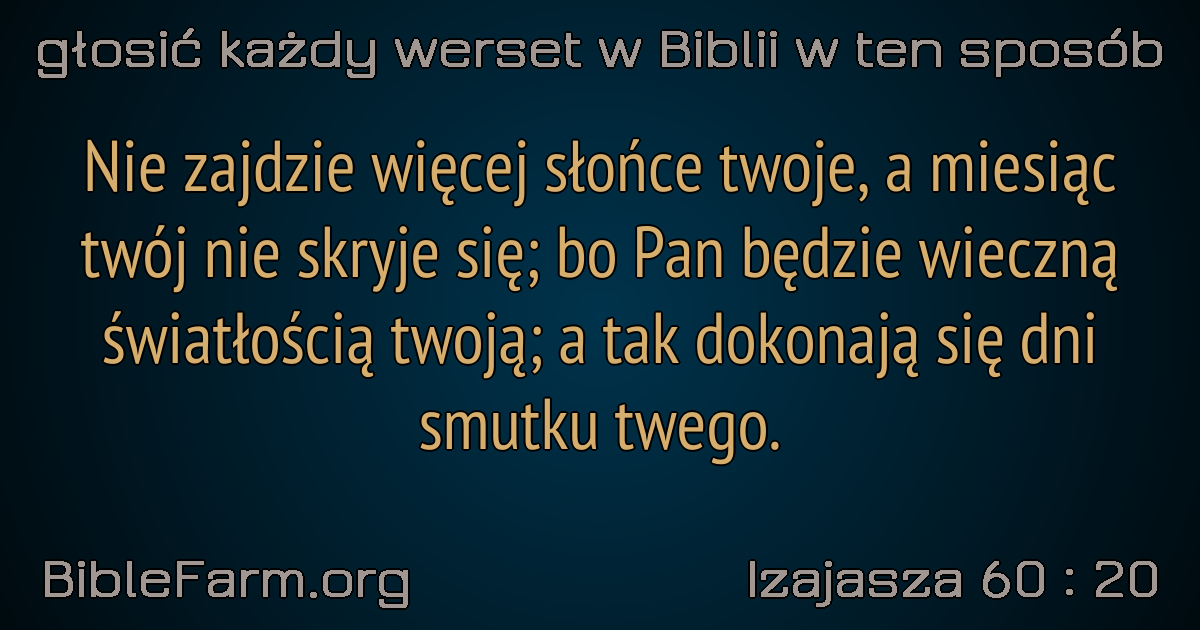 głosić każdy werset w Biblii w ten sposób
Nie zajdzie więcej słońce twoje, a miesiąc
twój nie skryje się; bo Pan będzie wieczną
światłością twoją; a tak dokonają się dni
smutku twego.
BibleFarm.org
Izajasza 60 : 20